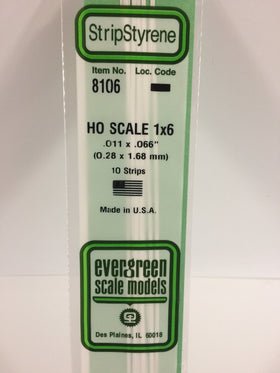 StripStyrene
Item No. Loc. Code
8106
HO SCALE 1x6
.011 x .066"
(0.28 x 1.68 mm)
10 Strips
Made in U.S.A.
evergreen
scale models
Des Plaines, IL 60018